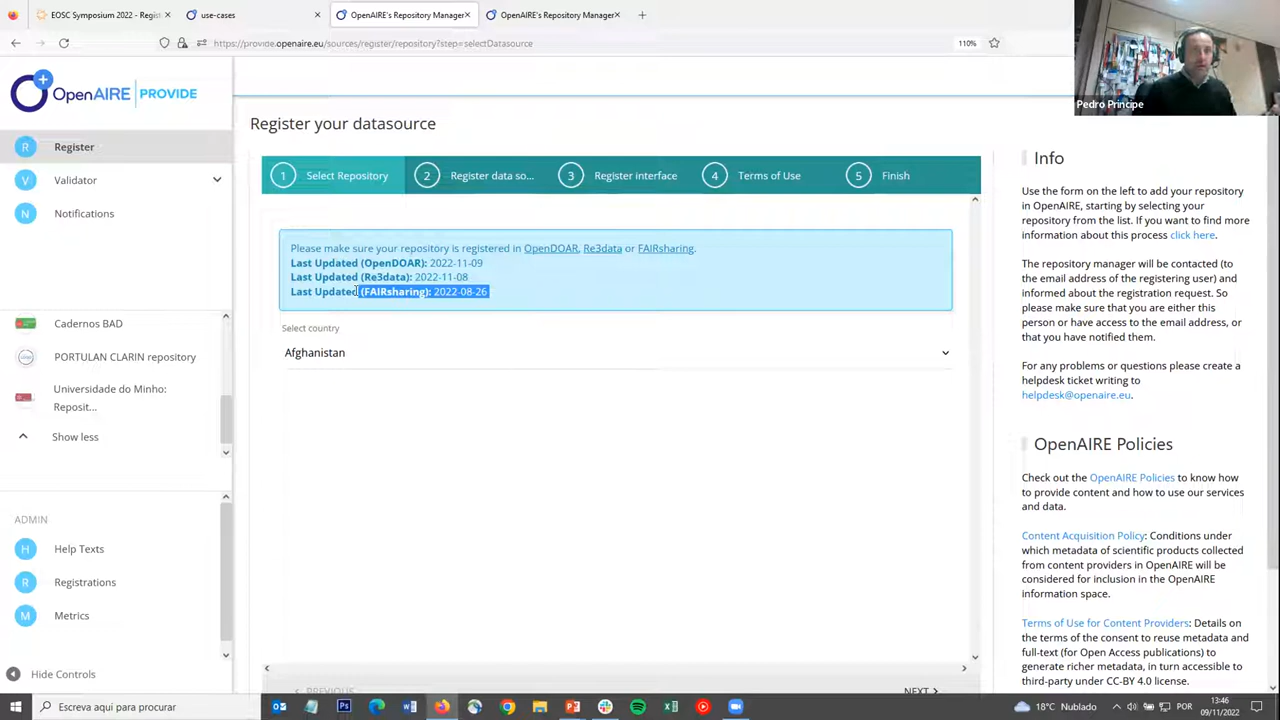 EOSC Symposium 2022 - Regist
use-cases
OpenAIRE's Repository Manager
OpenAIRE's Repository Manager
https://provide.openaire.eu/sources/register/repository?step=selectDatasource
110%
Pedro Principe
OpenAIRE | PROVIDE
R Register
V Validator
N Notifications
Cadernos BAD
PORTULAN CLARIN repository
Universidade do Minho:
Reposit...
Show less
ADMIN
H Help Texts
R Registrations
M Metrics
Hide Controls
Register your datasource
1 Select Repository
2 Register data so...
3 Register interface
4 Terms of Use
5 Finish
Please make sure your repository is registered in OpenDOAR, Re3data or FAIRsharing.
Last Updated (OpenDOAR): 2022-11-09
Last Updated (Re3data): 2022-11-08
Last Updated (FAIRsharing): 2022-08-26
Select country
Afghanistan
PREVIOUS
NEXT
Info
Use the form on the left to add your repository
in OpenAIRE, starting by selecting your
repository from the list. If you want to find more
information about this process click here.
The repository manager will be contacted (to
the email address of the registering user) and
informed about the registration request. So
please make sure that you are either this
person or have access to the email address, or
that you have notified them.
For any problems or questions please create a
helpdesk ticket writing to
helpdesk@openaire.eu.
OpenAIRE Policies
Check out the OpenAIRE Policies to know how
to provide content and how to use our services
and data.
Content Acquisition Policy: Conditions under
which metadata of scientific products collected
from content providers in OpenAIRE will be
considered for inclusion in the OpenAIRE
information space.
Terms of Use for Content Providers: Details on
the terms of the consent to reuse metadata and
full-text (for Open Access publications) to
generate richer metadata, in turn accessible to
third-party under CC-BY 4.0 license.
Escreva aqui para procurar
18°C Nublado
POR
13:46
09/11/2022